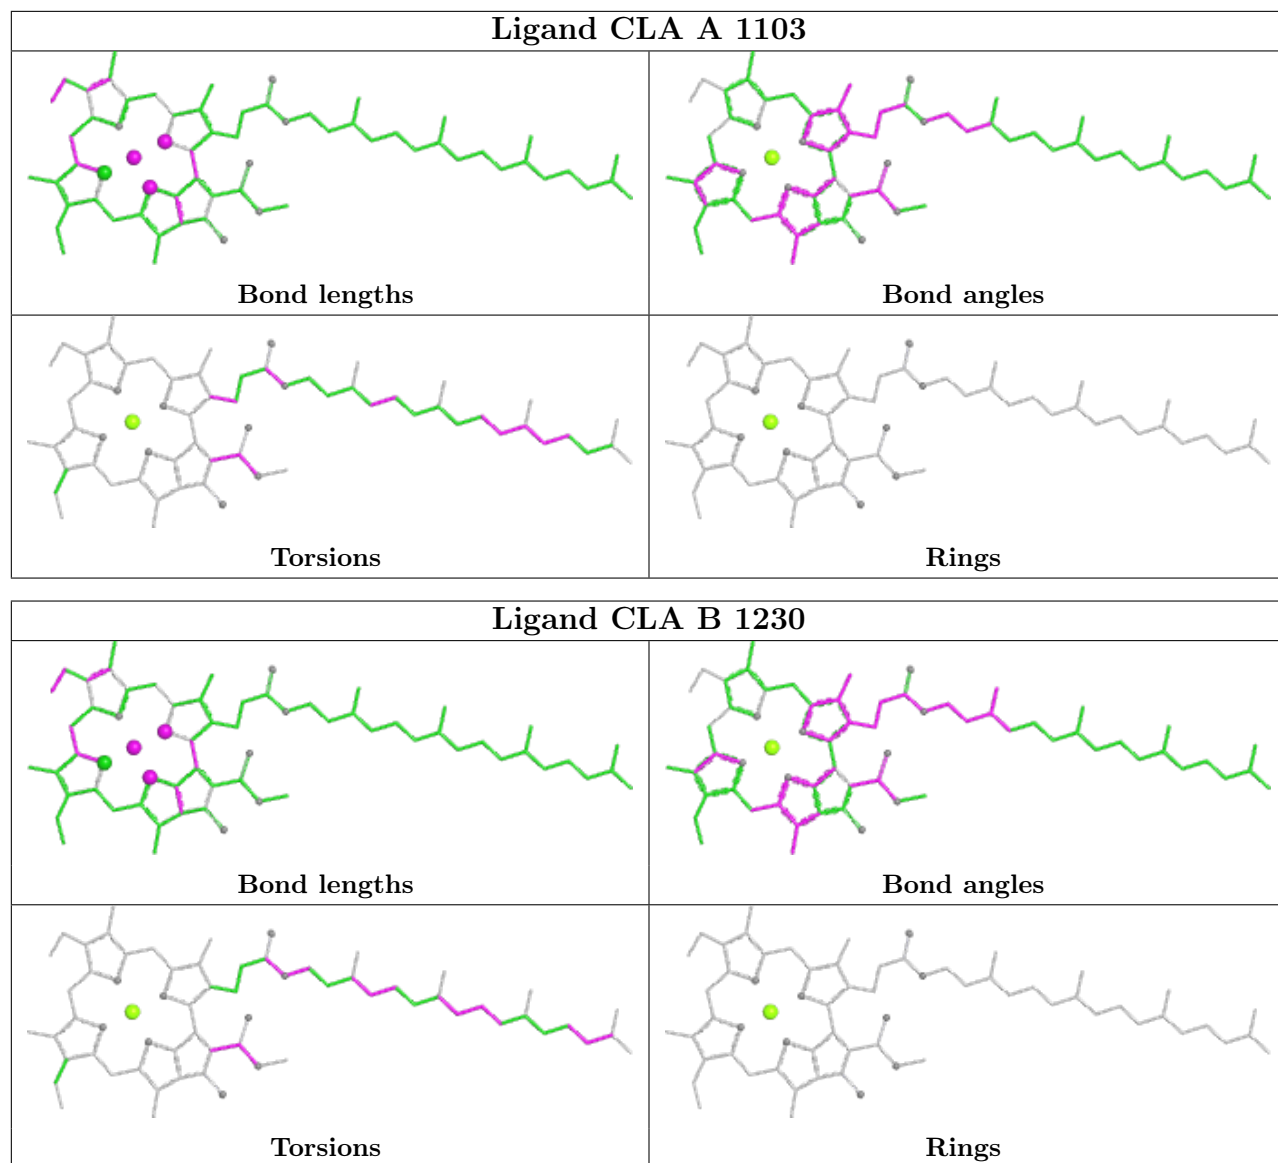 Ligand CLA A 1103
Bond lengths
Bond angles
Torsions
Rings
Ligand CLA B 1230
Bond lengths
Bond angles
Torsions
Rings